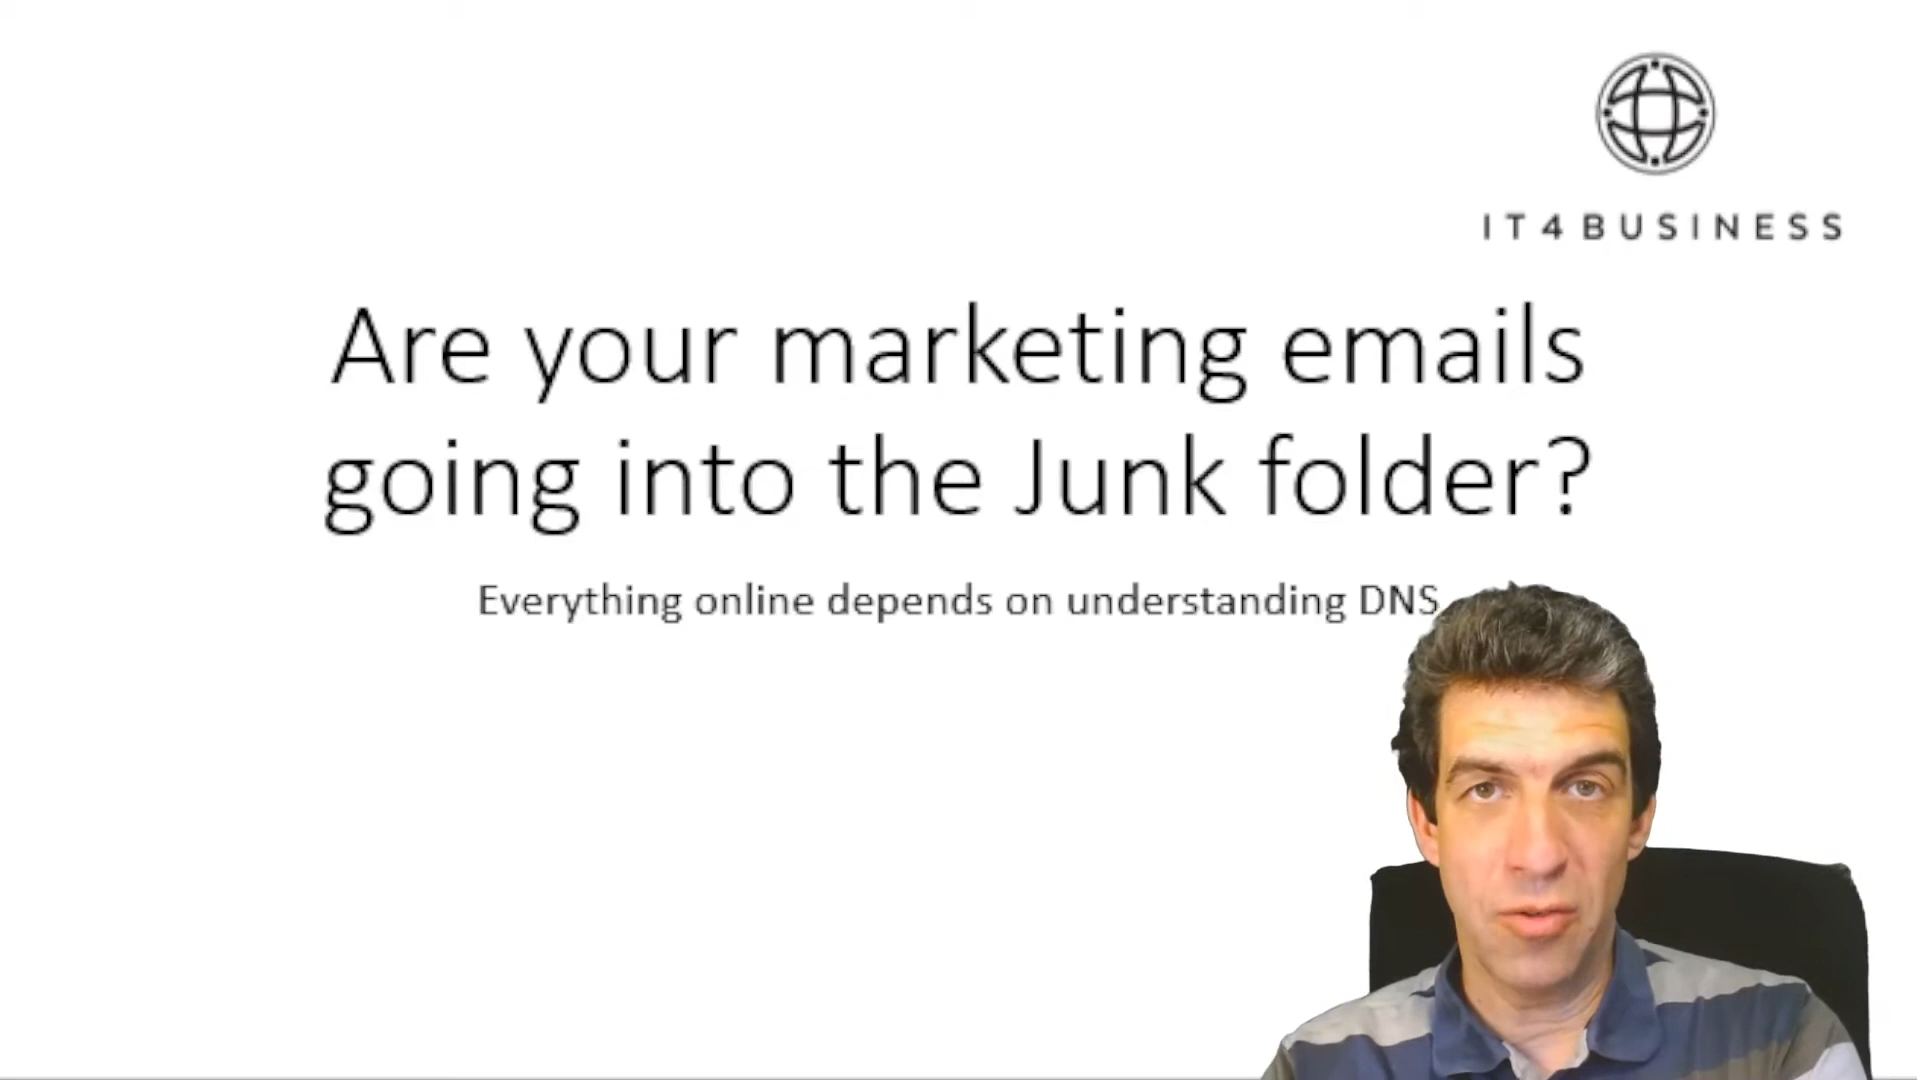 IT4BUSINESS
Are your marketing emails
going into the Junk folder?
Everything online depends on understanding DNS